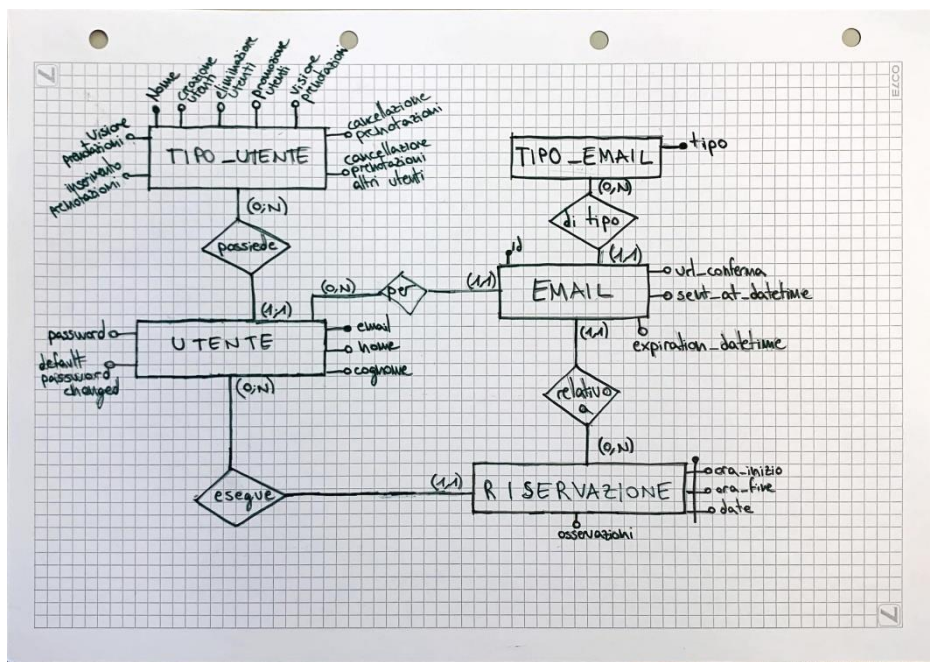 Nome
creazione
utenti
eliminazione
utenti
promozione
utenti
visione
prenotazioni
visione
prenotazioni
inserimento
prenotazioni
TIPO_UTENTE
cancellazione
prenotazioni
cancellazione
prenotazioni
altri utenti
TIPO_EMAIL
tipo
(0;N)
(0,N)
possiede
di tipo
(1;1)
(1,1)
id
(0,N)
per
(1,1)
EMAIL
url_conferma
sent_at_datetime
expiration_datetime
password
default
password
changed
UTENTE
email
nome
cognome
(0;N)
(1,1)
relativo
a
(0,N)
esegue
(1,1)
RISERVAZIONE
ora_inizio
ora_fine
date
osservazioni
7
7